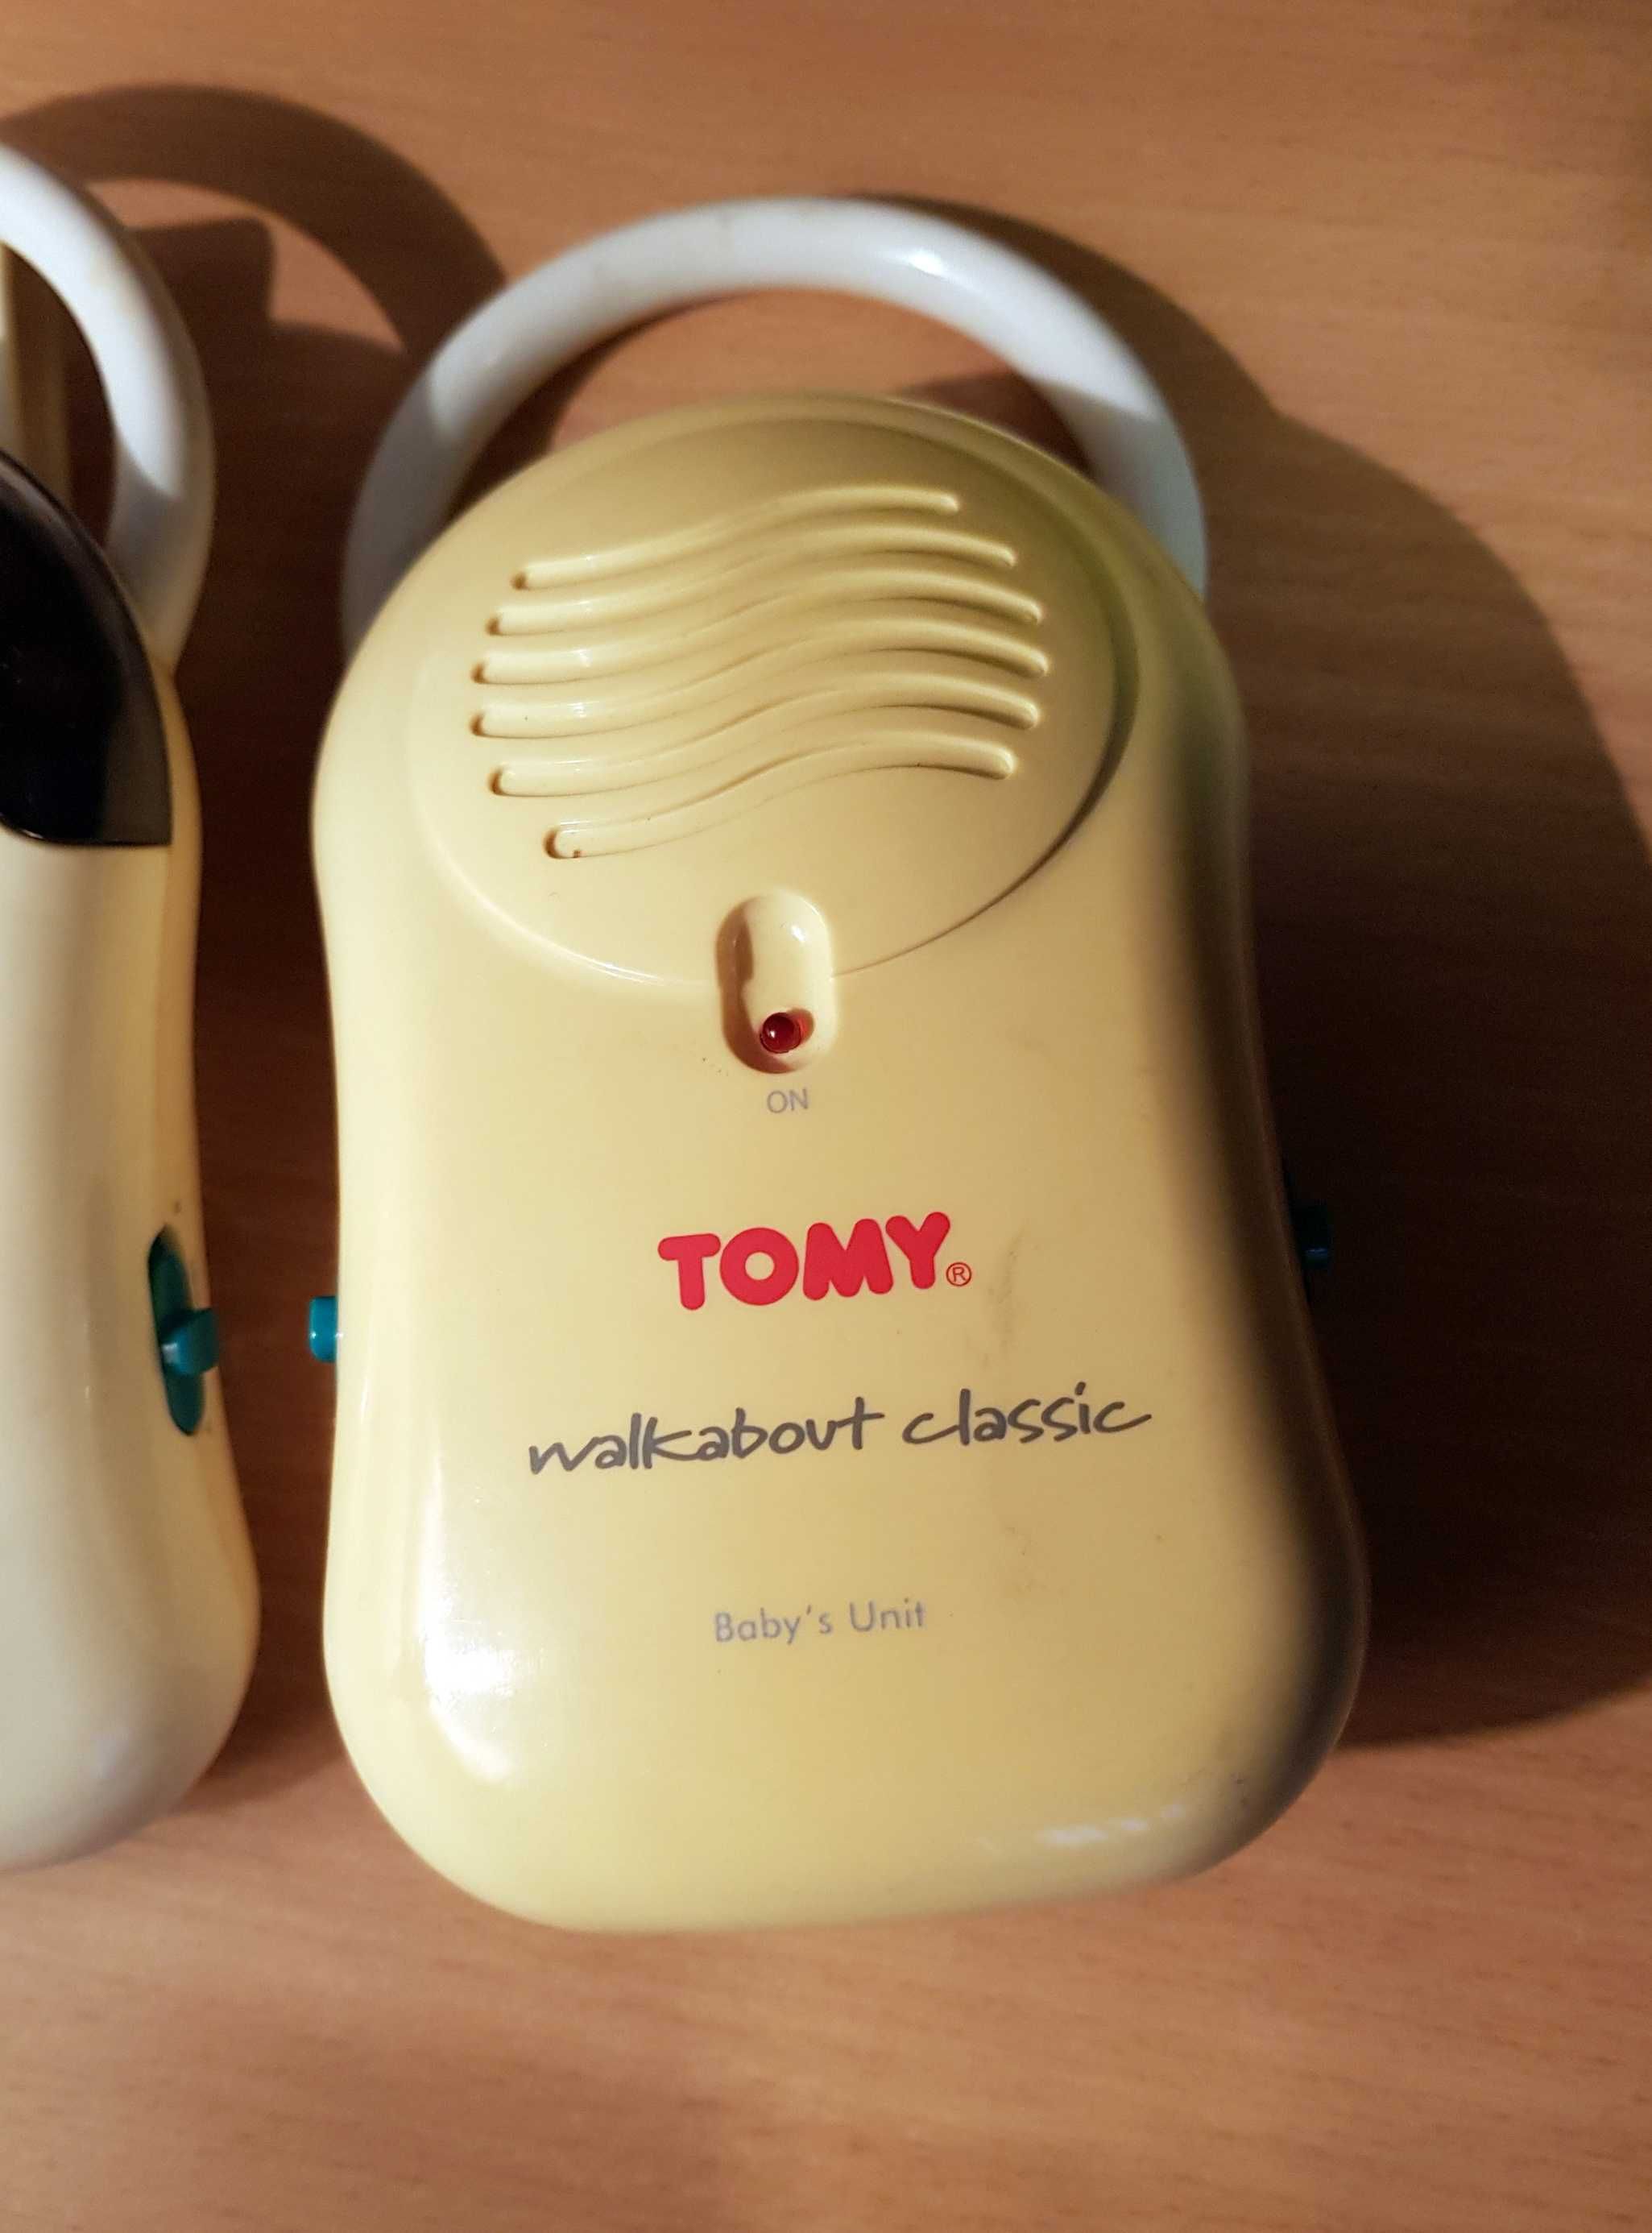 ON
TOMY®
walkabout classic
Baby's Unit